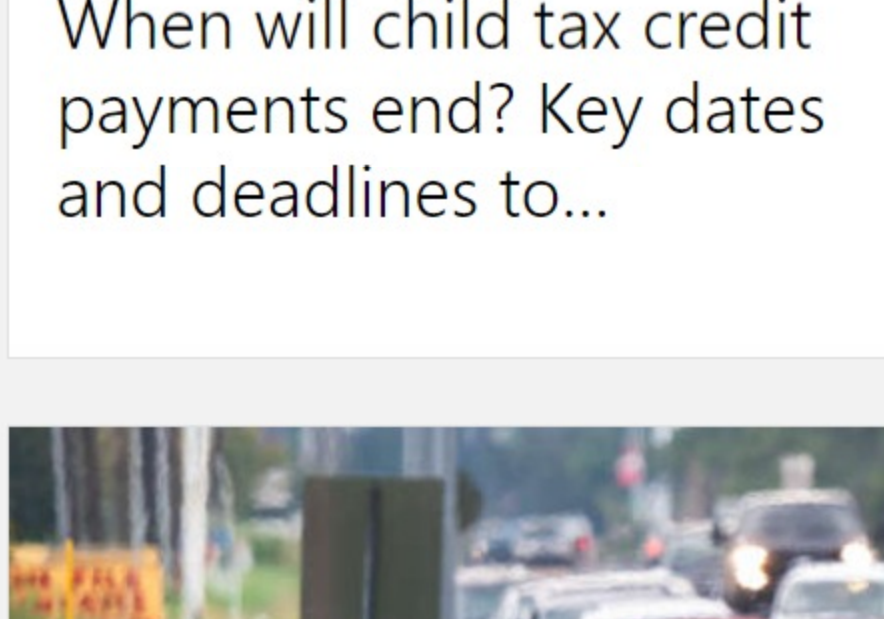 When will child tax credit
payments end? Key dates
and deadlines to...